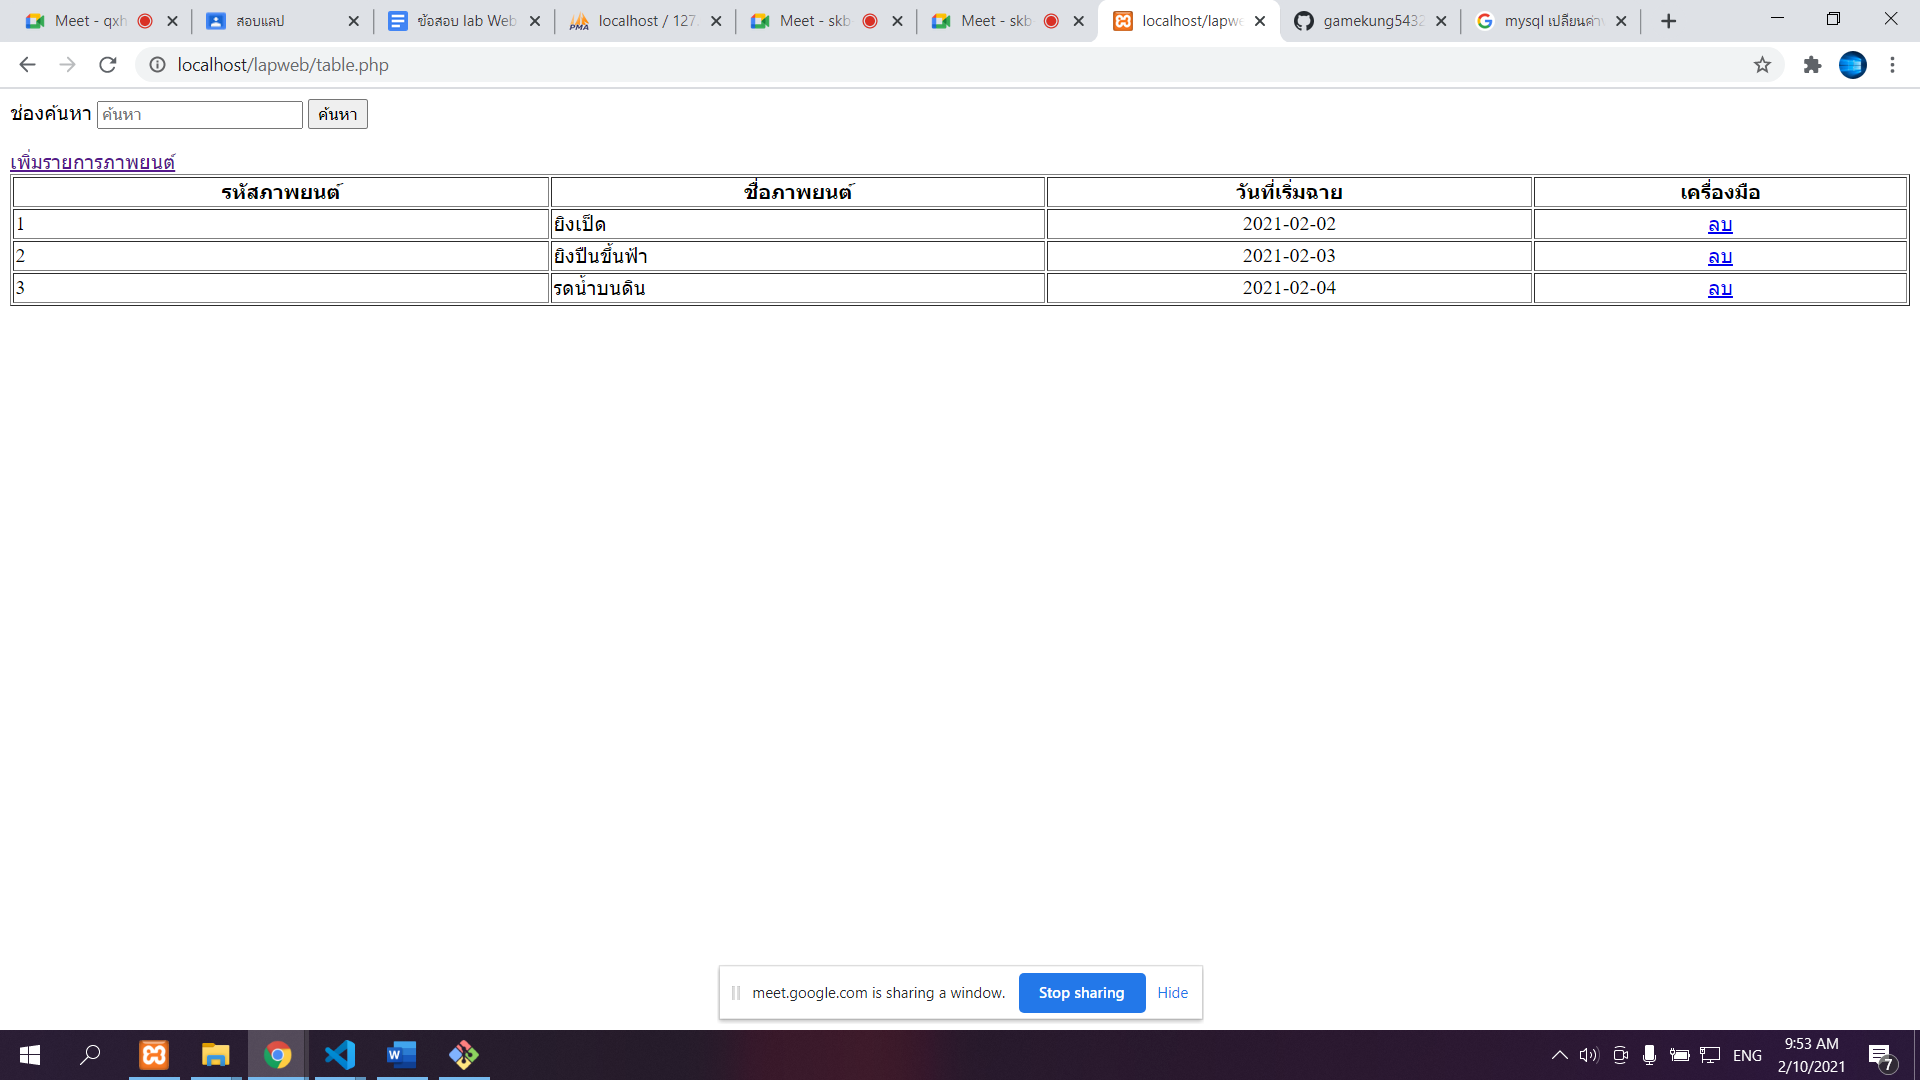 Meet - qxh
สอบแลป
ข้อสอบ lab Web
localhost / 127.
Meet - skb
Meet - skb
localhost/lapwe
gamekung5432
mysql เปลี่ยนค่า
localhost/lapweb/table.php
ช่องค้นหา ค้นหา ค้นหา
เพิ่มรายการภาพยนต์
รหัสภาพยนต์ ชื่อภาพยนต์ วันที่เริ่มฉาย เครื่องมือ
1 ยิงเป็ด 2021-02-02 ลบ
2 ยิงปืนขึ้นฟ้า 2021-02-03 ลบ
3 รดน้ำบนดิน 2021-02-04 ลบ
meet.google.com is sharing a window. Stop sharing Hide
ENG
9:53 AM
2/10/2021
7